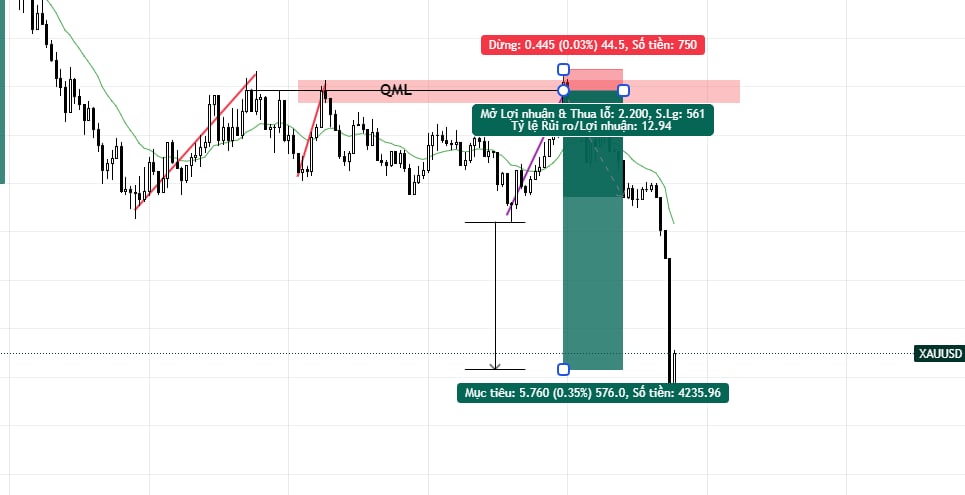 Dừng: 0.445 (0.03%) 44.5, Số tiền: 750
QML
Mở Lợi nhuận & Thua lỗ: 2.200, S.Lg: 561
Tỷ lệ Rủi ro/Lợi nhuận: 12.94
XAUUSD
Mục tiêu: 5.760 (0.35%) 576.0, Số tiền: 4235.96